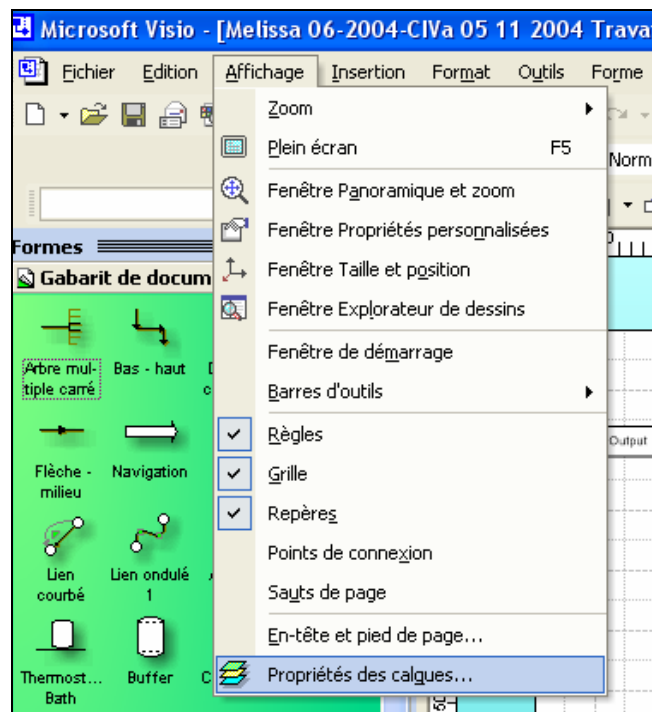 Microsoft Visio - [Melissa 06-2004-CIVa 05 11 2004 Trava
Fichier Edition Affichage Insertion Format Outils Forme
Zoom
Plein écran F5
Norm
Fenêtre Panoramique et zoom
Fenêtre Propriétés personnalisées
Formes
Gabarit de docum
Fenêtre Taille et position
Fenêtre Explorateur de dessins
Fenêtre de démarrage
Arbre mul-
tiple carré
Bas - haut
Barres d'outils
Règles
Output
Flèche -
milieu
Navigation
Grille
Repères
Points de connexion
Lien
courbé
Lien ondulé
1
Sauts de page
En-tête et pied de page...
Propriétés des calques...
Thermost...
Bath
Buffer
C